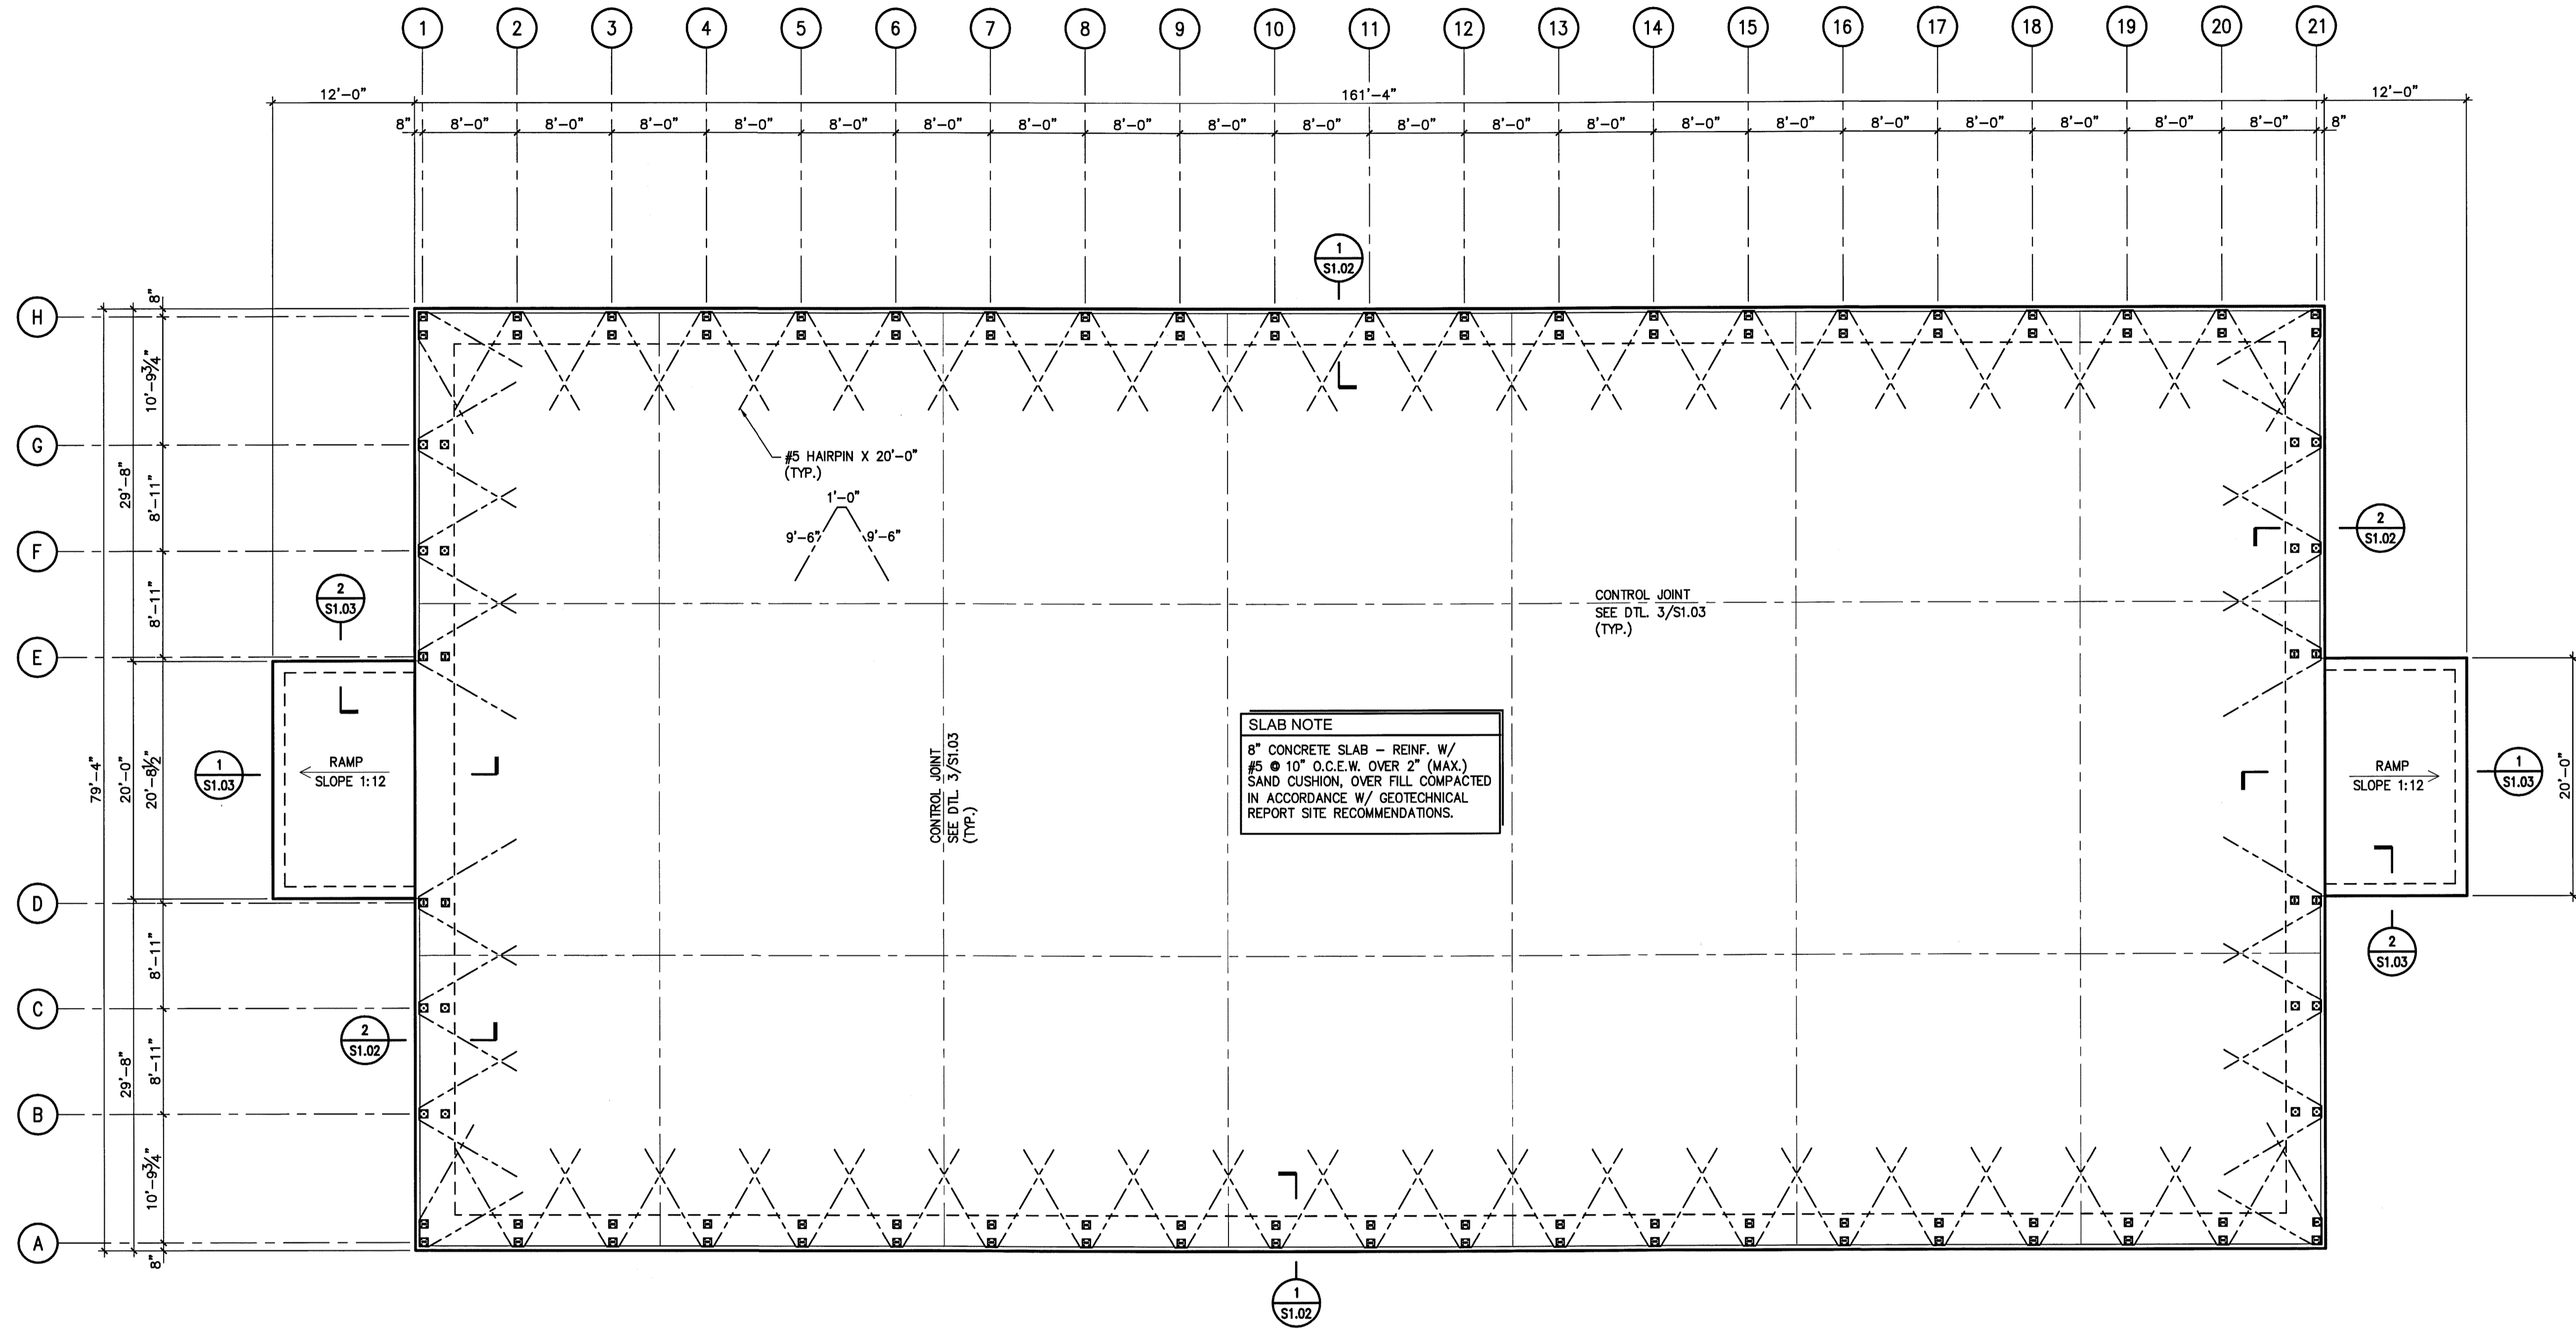 1 2 3 4 5 6 7 8 9 10 11 12 13 14 15 16 17 18 19 20 21
12'-0" 161'-4" 12'-0"
8" 8'-0" 8'-0" 8'-0" 8'-0" 8'-0" 8'-0" 8'-0" 8'-0" 8'-0" 8'-0" 8'-0" 8'-0" 8'-0" 8'-0" 8'-0" 8'-0" 8'-0" 8'-0" 8'-0" 8'-0" 8"
1
S1.02
H
G
F
E
D
C
B
A
79'-4"
29'-8"
20'-0"
29'-8"
8"
10'-9¾"
8'-11"
8'-11"
20'-8½"
8'-11"
8'-11"
10'-9¾"
8"
#5 HAIRPIN X 20'-0"
(TYP.)
1'-0"
9'-6" 9'-6"
2
S1.02
2
S1.03
CONTROL JOINT
SEE DTL. 3/S1.03
(TYP.)
1
S1.03
RAMP
SLOPE 1:12
CONTROL JOINT
SEE DTL. 3/S1.03
(TYP.)
SLAB NOTE
8" CONCRETE SLAB – REINF. W/
#5 @ 10" O.C.E.W. OVER 2" (MAX.)
SAND CUSHION, OVER FILL COMPACTED
IN ACCORDANCE W/ GEOTECHNICAL
REPORT SITE RECOMMENDATIONS.
RAMP
SLOPE 1:12
1
S1.03
20'-0"
2
S1.03
2
S1.02
1
S1.02